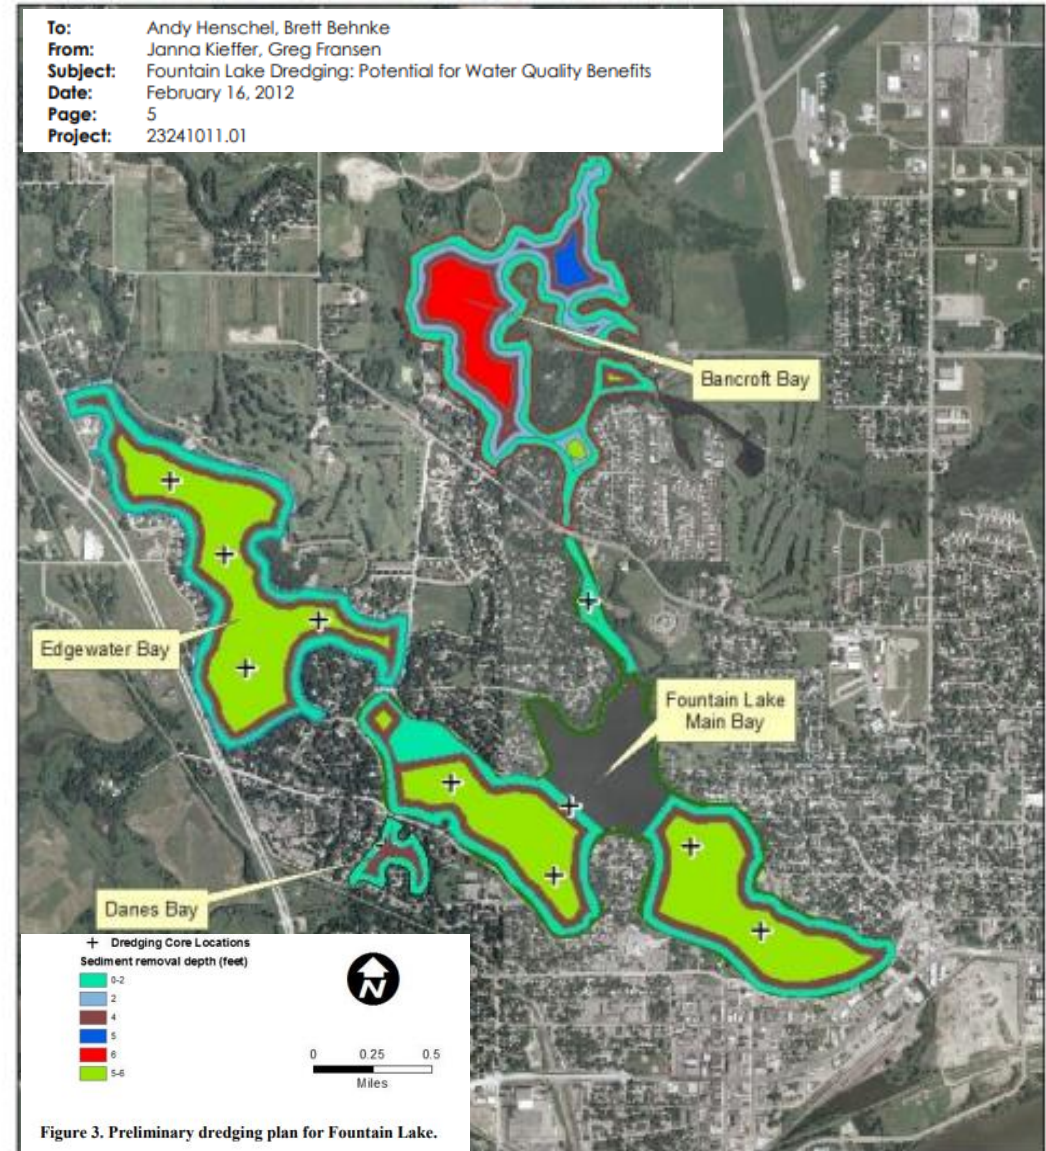 To: Andy Henschel, Brett Behnke
From: Janna Kieffer, Greg Fransen
Subject: Fountain Lake Dredging: Potential for Water Quality Benefits
Date: February 16, 2012
Page: 5
Project: 23241011.01
Bancroft Bay
Edgewater Bay
Fountain Lake
Main Bay
Danes Bay
Dredging Core Locations
Sediment removal depth (feet)
0-2
2
4
5
6
5-6
N
0 0.25 0.5
Miles
Figure 3. Preliminary dredging plan for Fountain Lake.